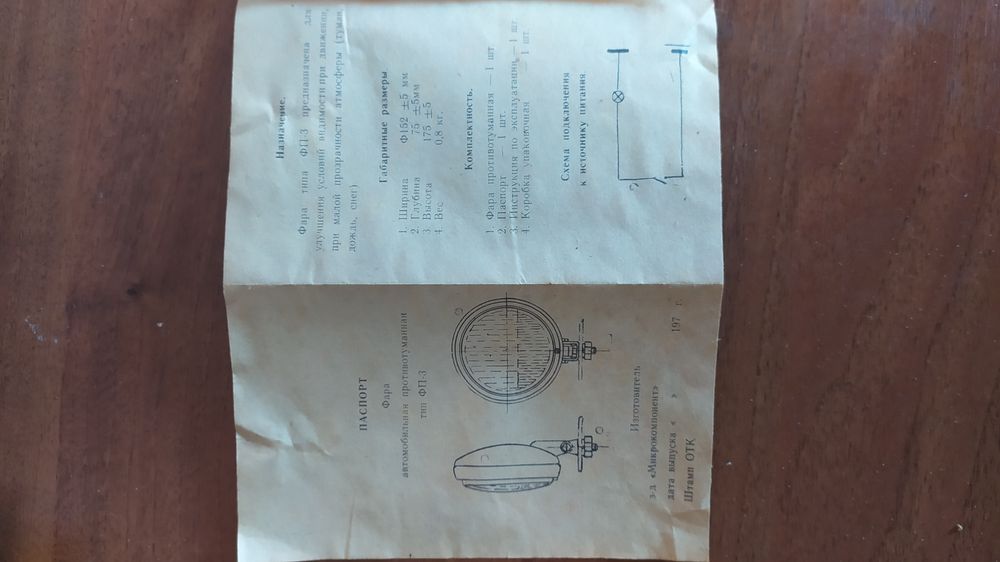 ПАСПОРТ
Фара
автомобильная противотуманная
тип ФП-3
Изготовитель
з-д «Микрокомпонент»
дата выпуска « » 197 г.
Штамп ОТК
Назначение.
Фара типа ФП-3 предназначена для
улучшения условий видимости при движении,
при малой прозрачности атмосферы (туман,
дождь, снег)
Габаритные размеры
1. Ширина Ф152 ±5 мм
2. Глубина 75 ±5мм
3. Высота 175 ±5
4. Вес 0,8 кг.
Комплектность.
1. Фара противотуманная — 1 шт
2. Паспорт — 1 шт.
3. Инструкция по эксплуатации — 1 шт
4. Коробка упаковочная 1 шт.
Схема подключения
к источнику питания.